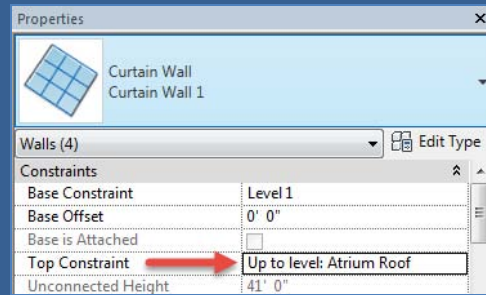 Properties
Curtain Wall
Curtain Wall 1
Walls (4) Edit Type
Constraints
Base Constraint Level 1
Base Offset 0' 0"
Base is Attached
Top Constraint Up to level: Atrium Roof
Unconnected Height 41' 0"